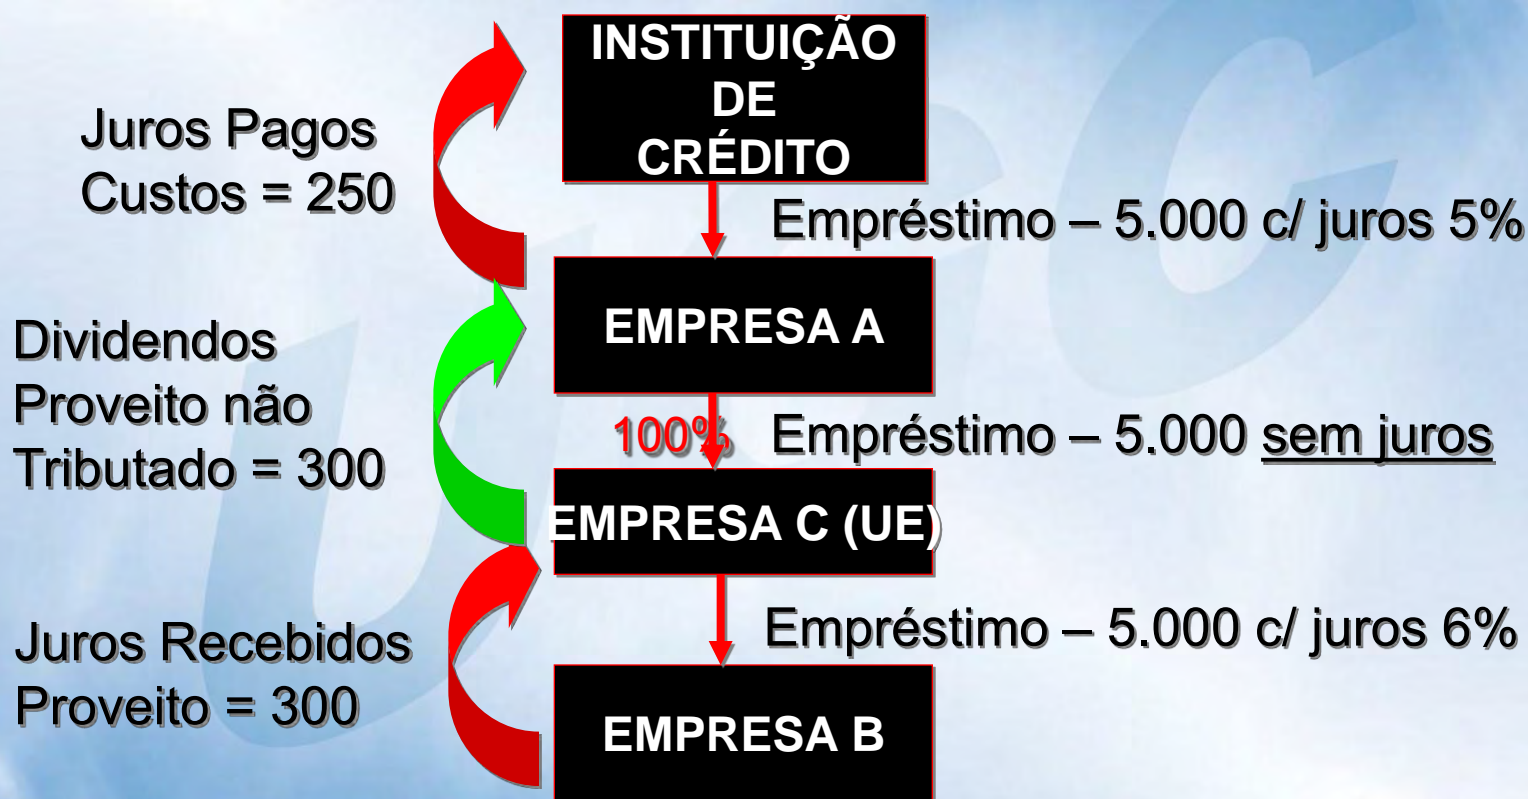 INSTITUIÇÃO
DE
CRÉDITO
Juros Pagos
Custos = 250
Empréstimo – 5.000 c/ juros 5%
EMPRESA A
Dividendos
Proveito não
Tributado = 300
100%
Empréstimo – 5.000 sem juros
EMPRESA C (UE)
Juros Recebidos
Proveito = 300
Empréstimo – 5.000 c/ juros 6%
EMPRESA B